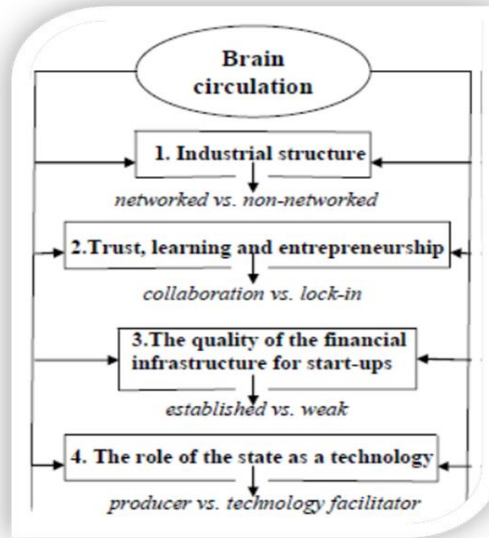 Brain
circulation
1. Industrial structure
networked vs. non-networked
2.Trust, learning and entrepreneurship
collaboration vs. lock-in
3.The quality of the financial
infrastructure for start-ups
established vs. weak
4. The role of the state as a technology
producer vs. technology facilitator